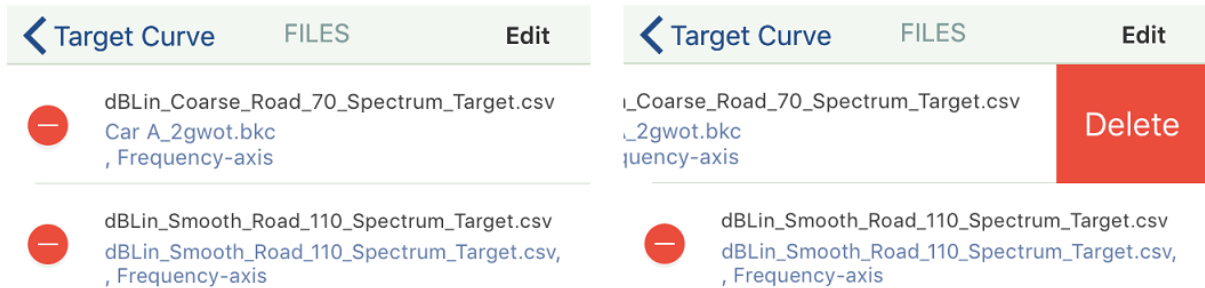 Target Curve FILES Edit
dBLin_Coarse_Road_70_Spectrum_Target.csv
Car A_2gwot.bkc
, Frequency-axis
dBLin_Smooth_Road_110_Spectrum_Target.csv
dBLin_Smooth_Road_110_Spectrum_Target.csv,
, Frequency-axis
Target Curve FILES Edit
_Coarse_Road_70_Spectrum_Target.csv
_2gwot.bkc
quency-axis
Delete
dBLin_Smooth_Road_110_Spectrum_Target.csv
dBLin_Smooth_Road_110_Spectrum_Target.csv,
, Frequency-axis